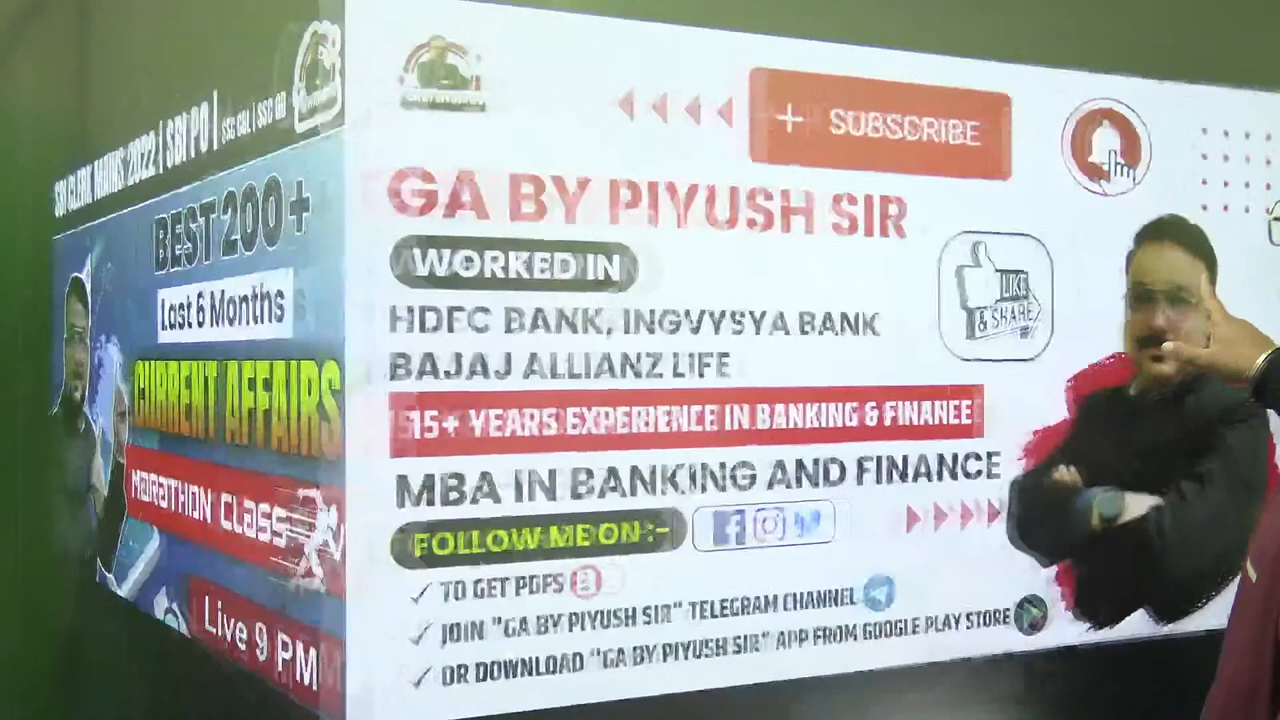 SBI CLERK MAINS 2022 | SBI PO | SSC CGL | SSC GD
BEST 200+
Last 6 Months
CURRENT AFFAIRS
MARATHON CLASS
Live 9 PM
+ SUBSCRIBE
GA BY PIYUSH SIR
WORKED IN
HDFC BANK, INGVYSYA BANK
BAJAJ ALLIANZ LIFE
LIKE
& SHARE
15+ YEARS EXPERIENCE IN BANKING & FINANCE
MBA IN BANKING AND FINANCE
FOLLOW ME ON :-
✓ TO GET PDFS
✓ JOIN "GA BY PIYUSH SIR" TELEGRAM CHANNEL
✓ OR DOWNLOAD "GA BY PIYUSH SIR" APP FROM GOOGLE PLAY STORE